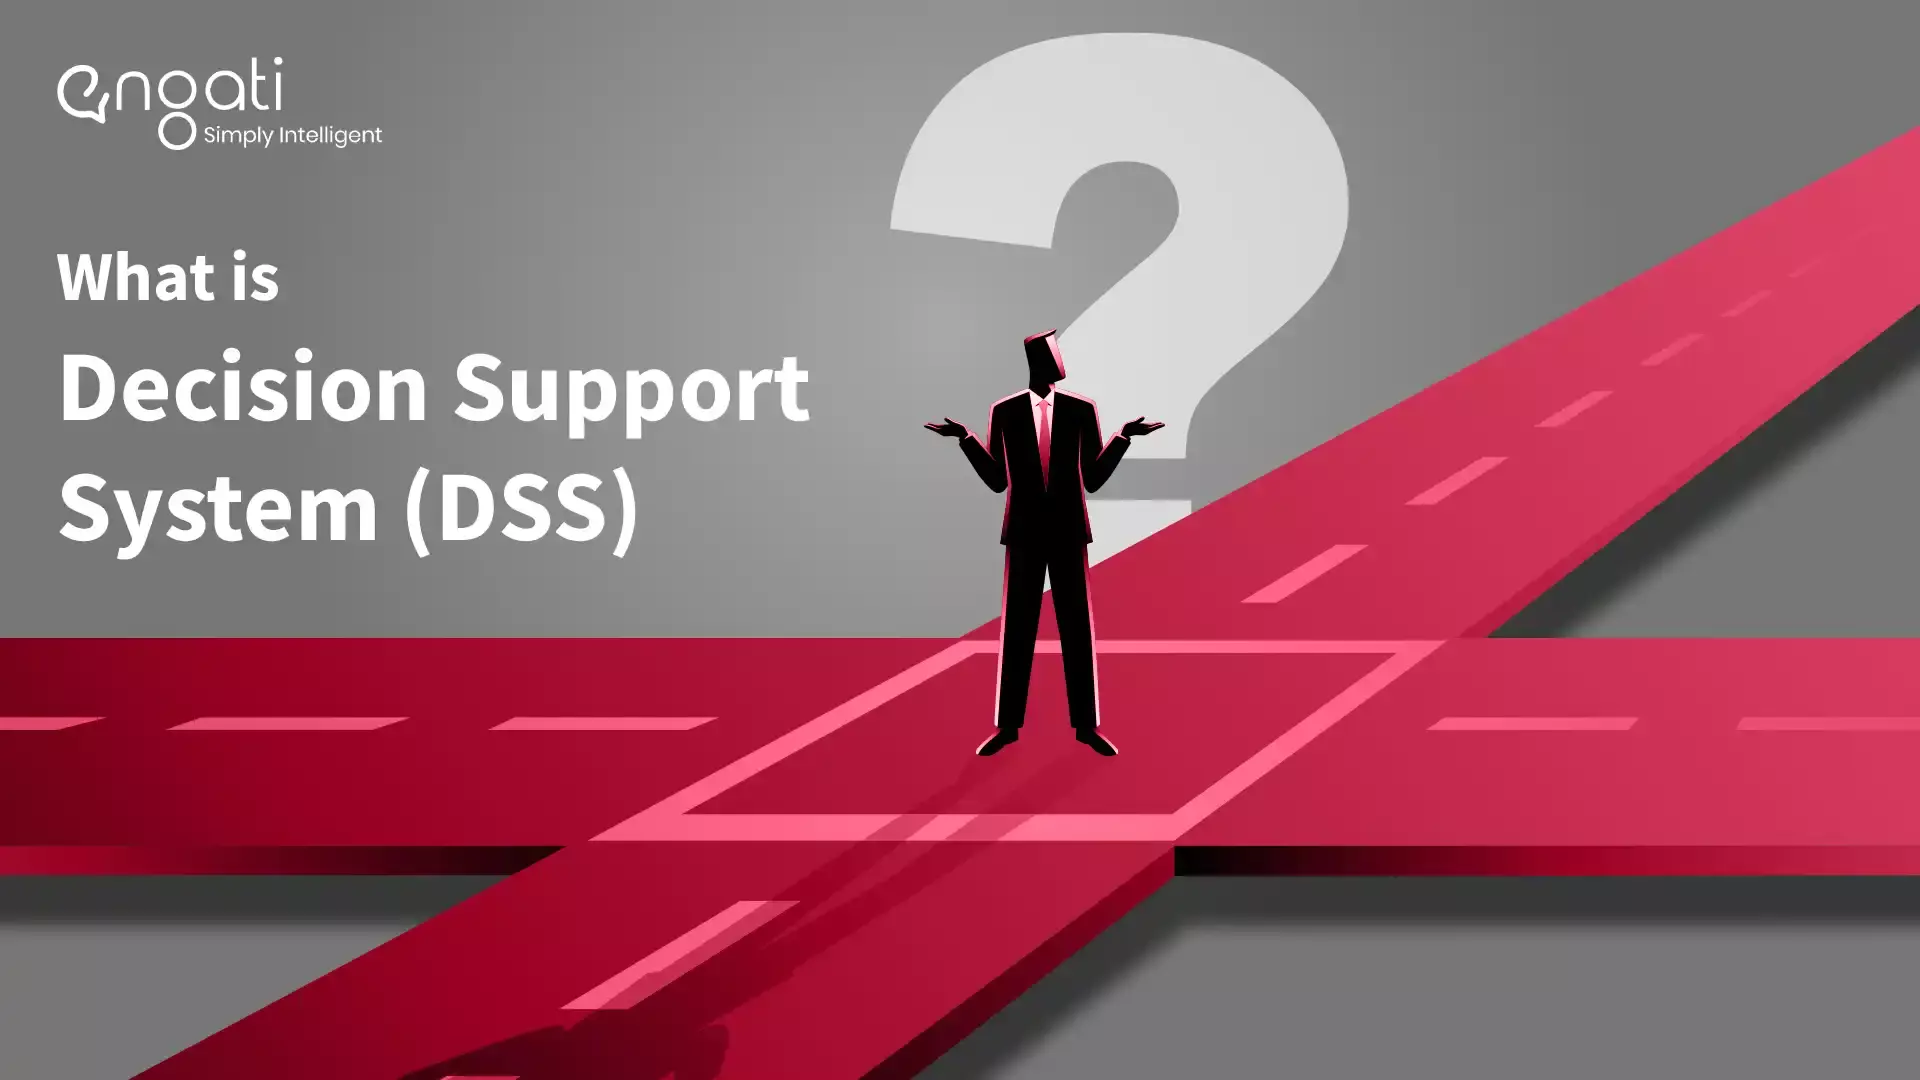 engati
Simply Intelligent
What is
Decision Support
System (DSS)
?